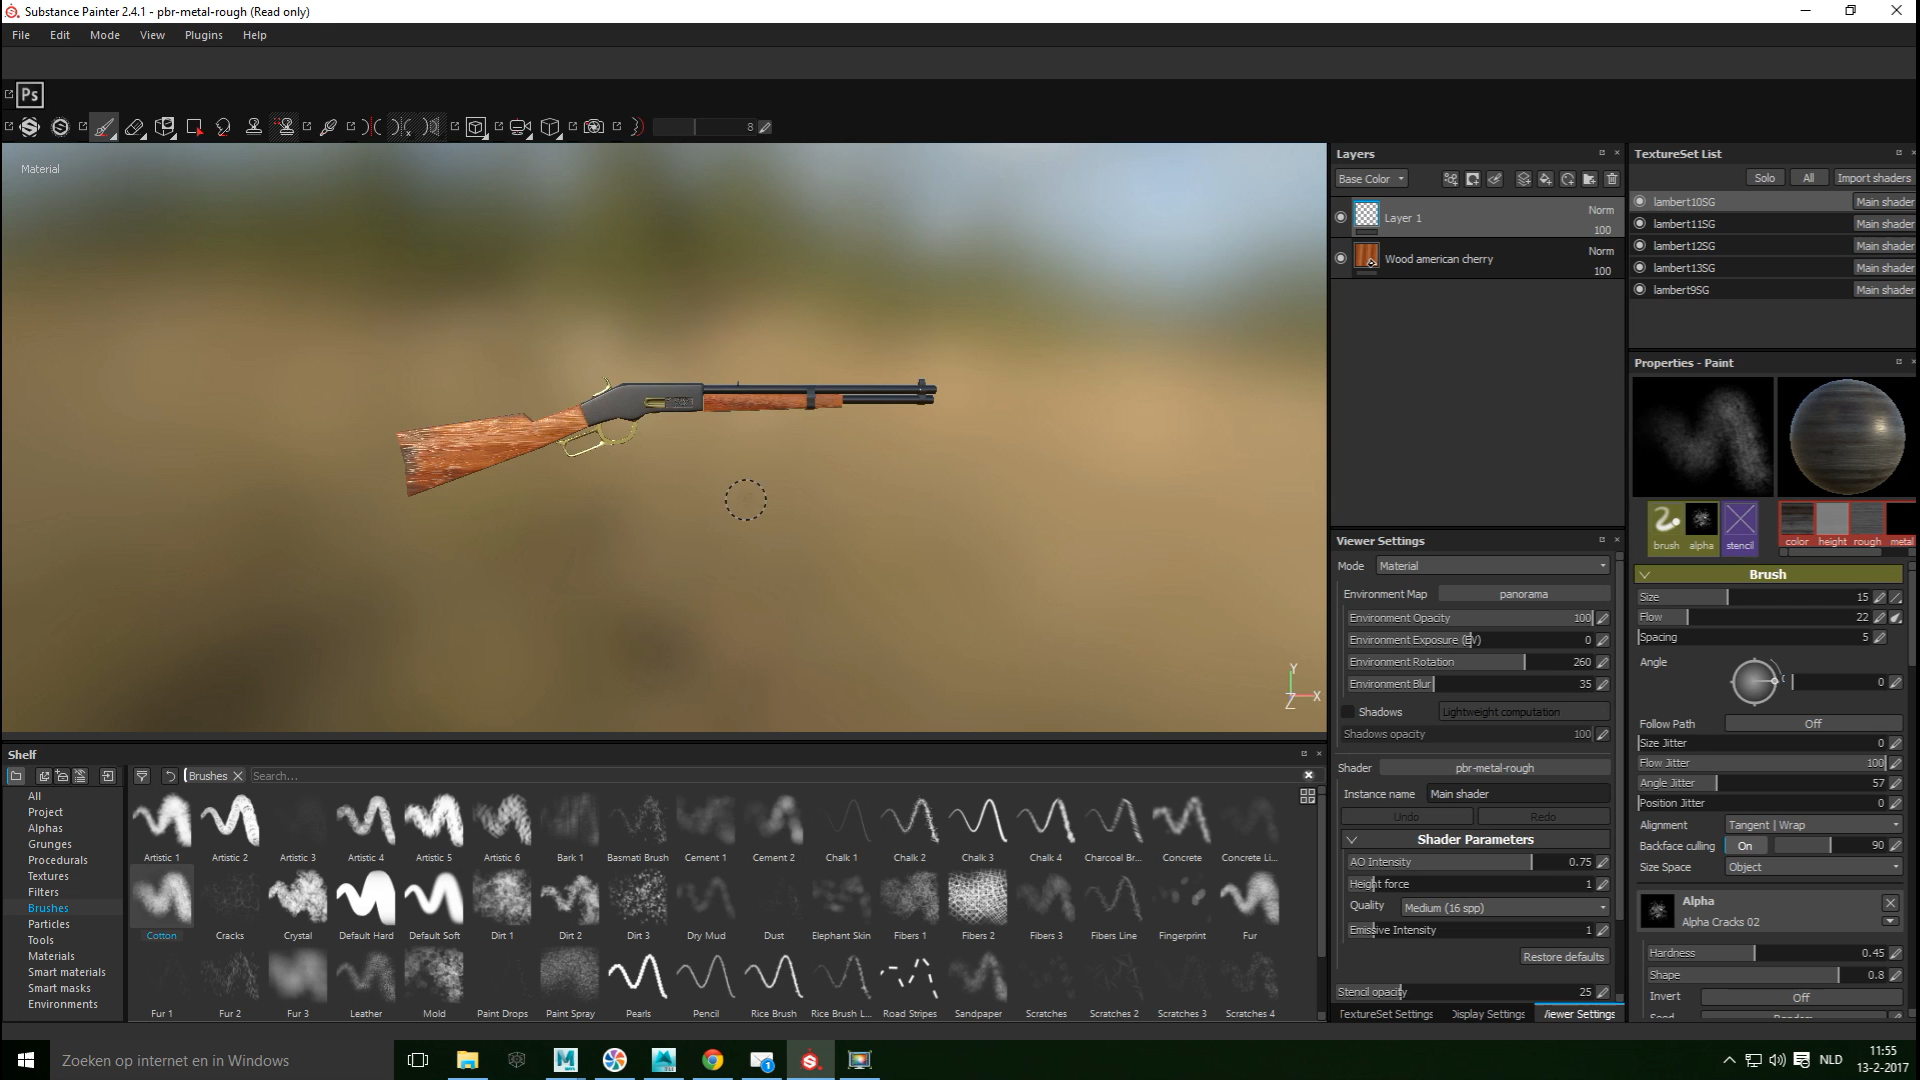 Substance Painter 2.4.1 - pbr-metal-rough (Read only)
File Edit Mode View Plugins Help
Ps
8
Material
Layers
Base Color
Layer 1 Norm 100
Wood american cherry Norm 100
TextureSet List
Solo All Import shaders
lambert10SG Main shader
lambert11SG Main shader
lambert12SG Main shader
lambert13SG Main shader
lambert9SG Main shader
Properties - Paint
brush alpha stencil color height rough metal
Brush
Size 15
Flow 22
Spacing 5
Angle 0
Follow Path Off
Size Jitter 0
Flow Jitter 100
Angle Jitter 57
Position Jitter 0
Alignment Tangent | Wrap
Backface culling On 90
Size Space Object
Alpha
Alpha Cracks 02
Hardness 0.45
Shape 0.8
Invert Off
Viewer Settings
Mode Material
Environment Map panorama
Environment Opacity 100
Environment Exposure (EV) 0
Environment Rotation 260
Environment Blur 35
Shadows Lightweight computation
Shadows opacity 100
Shader pbr-metal-rough
Instance name Main shader
Undo Redo
Shader Parameters
AO Intensity 0.75
Height force 1
Quality Medium (16 spp)
Emissive Intensity 1
Restore defaults
Stencil opacity 25
TextureSet Settings Display Settings Viewer Settings
Y
Z X
Shelf
Brushes Search...
All
Project
Alphas
Grunges
Procedurals
Textures
Filters
Brushes
Particles
Tools
Materials
Smart materials
Smart masks
Environments
Artistic 1 Artistic 2 Artistic 3 Artistic 4 Artistic 5 Artistic 6 Bark 1 Basmati Brush Cement 1 Cement 2 Chalk 1 Chalk 2 Chalk 3 Chalk 4 Charcoal Br... Concrete Concrete Li...
Cotton Cracks Crystal Default Hard Default Soft Dirt 1 Dirt 2 Dirt 3 Dry Mud Dust Elephant Skin Fibers 1 Fibers 2 Fibers 3 Fibers Line Fingerprint Fur
Fur 1 Fur 2 Fur 3 Leather Mold Paint Drops Paint Spray Pearls Pencil Rice Brush Rice Brush L... Road Stripes Sandpaper Scratches Scratches 2 Scratches 3 Scratches 4
Zoeken op internet en in Windows
NLD
11:55
13-2-2017